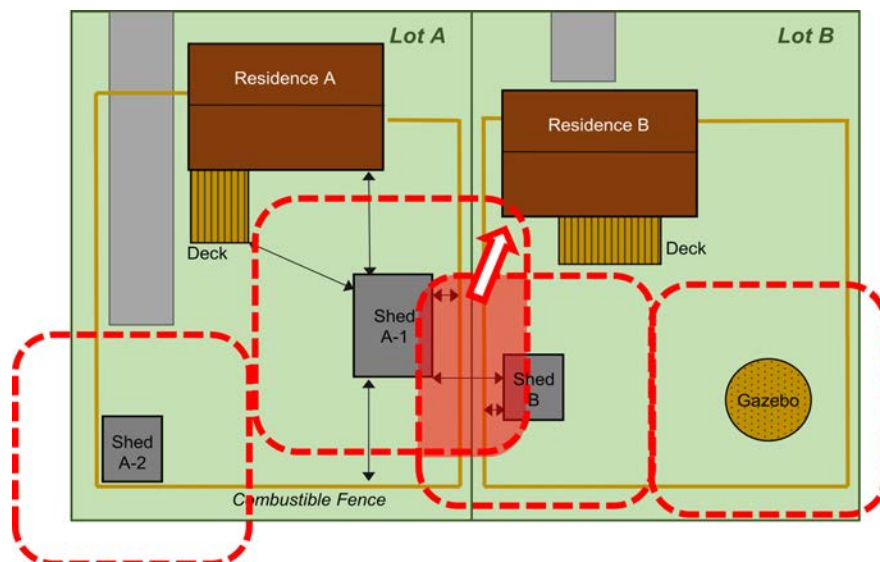 Lot A
Lot B
Residence A
Residence B
Deck
Deck
Shed
A-1
Shed
B
Gazebo
Shed
A-2
Combustible Fence